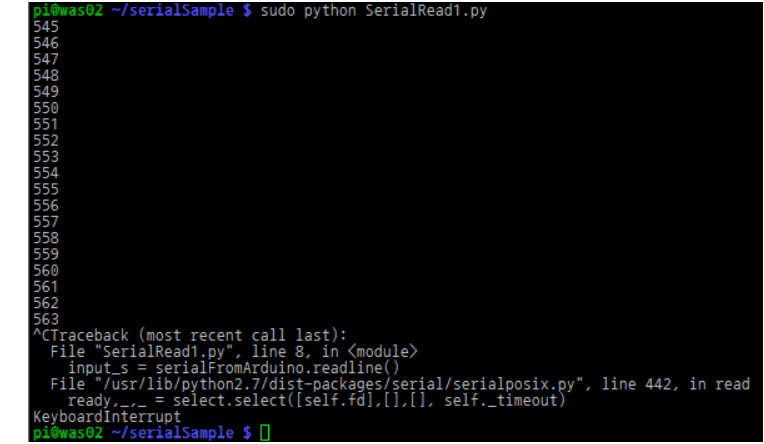 pi@was02 ~/serialSample $ sudo python SerialRead1.py
545
546
547
548
549
550
551
552
553
554
555
556
557
558
559
560
561
562
563
^CTraceback (most recent call last):
  File "SerialRead1.py", line 8, in <module>
    input_s = serialFromArduino.readline()
  File "/usr/lib/python2.7/dist-packages/serial/serialposix.py", line 442, in read
    ready,_,_ = select.select([self.fd],[],[], self._timeout)
KeyboardInterrupt
pi@was02 ~/serialSample $